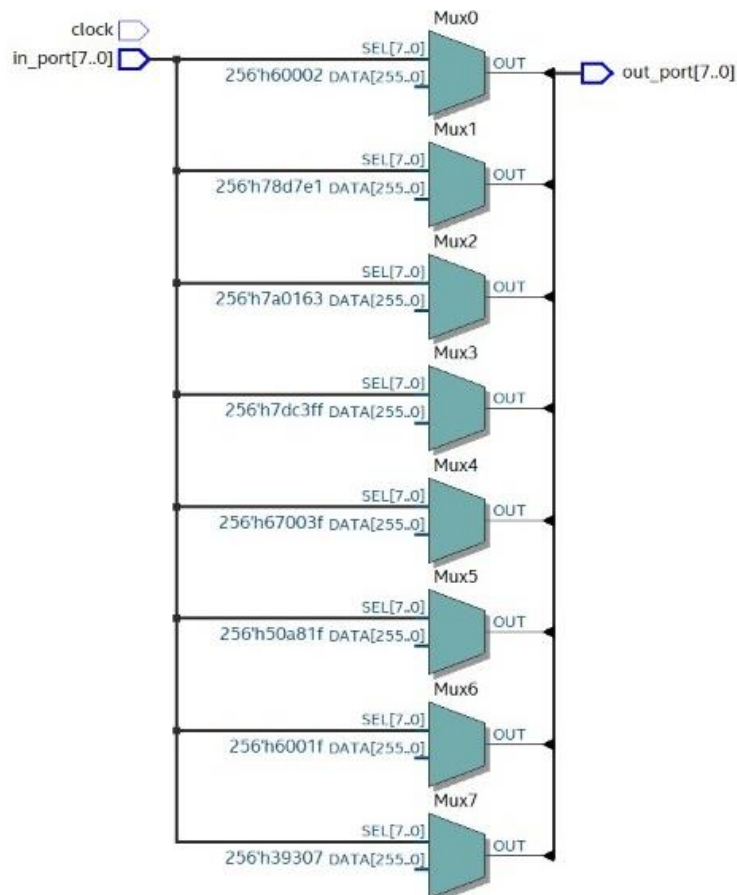 clock
in_port[7..0]
Mux0
SEL[7..0]
256'h60002 DATA[255..0]
OUT
out_port[7..0]
Mux1
SEL[7..0]
256'h78d7e1 DATA[255..0]
OUT
Mux2
SEL[7..0]
256'h7a0163 DATA[255..0]
OUT
Mux3
SEL[7..0]
256'h7dc3ff DATA[255..0]
OUT
Mux4
SEL[7..0]
256'h67003f DATA[255..0]
OUT
Mux5
SEL[7..0]
256'h50a81f DATA[255..0]
OUT
Mux6
SEL[7..0]
256'h6001f DATA[255..0]
OUT
Mux7
SEL[7..0]
256'h39307 DATA[255..0]
OUT